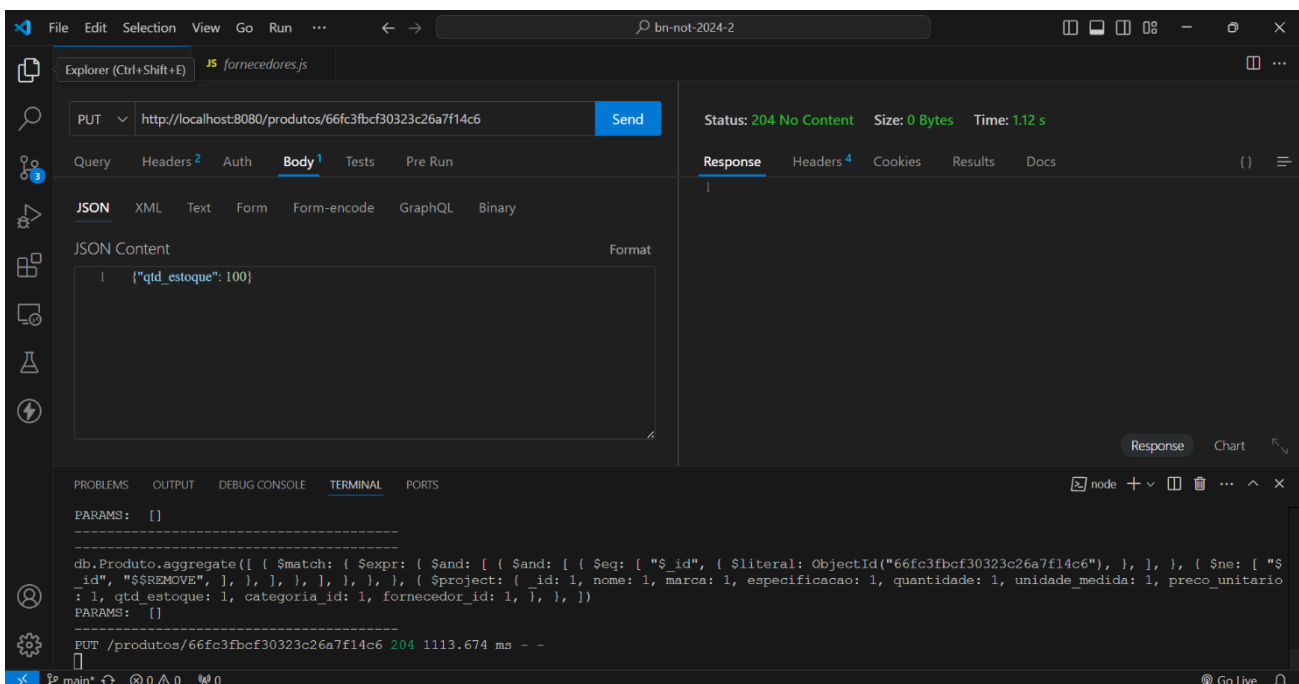 File Edit Selection View Go Run ··· ← → bn-not-2024-2
Explorer (Ctrl+Shift+E) JS fornecedores.js
PUT http://localhost:8080/produtos/66fc3fbcf30323c26a7f14c6 Send
Status: 204 No Content Size: 0 Bytes Time: 1.12 s
Query Headers 2 Auth Body 1 Tests Pre Run
Response Headers 4 Cookies Results Docs {}
1
3
JSON XML Text Form Form-encode GraphQL Binary
JSON Content Format
1 {"qtd_estoque": 100}
Response Chart
PROBLEMS OUTPUT DEBUG CONSOLE TERMINAL PORTS node
PARAMS: []
----------------------------------------
----------------------------------------
db.Produto.aggregate([ { $match: { $expr: { $and: [ { $and: [ { $eq: [ "$_id", { $literal: ObjectId("66fc3fbcf30323c26a7f14c6"), }, ], }, { $ne: [ "$
_id", "$$REMOVE", ], }, ], }, ], }, }, }, { $project: { _id: 1, nome: 1, marca: 1, especificacao: 1, quantidade: 1, unidade_medida: 1, preco_unitario
: 1, qtd_estoque: 1, categoria_id: 1, fornecedor_id: 1, }, }, ])
PARAMS: []
----------------------------------------
PUT /produtos/66fc3fbcf30323c26a7f14c6 204 1113.674 ms - -
main* 0 0 0 Go Live